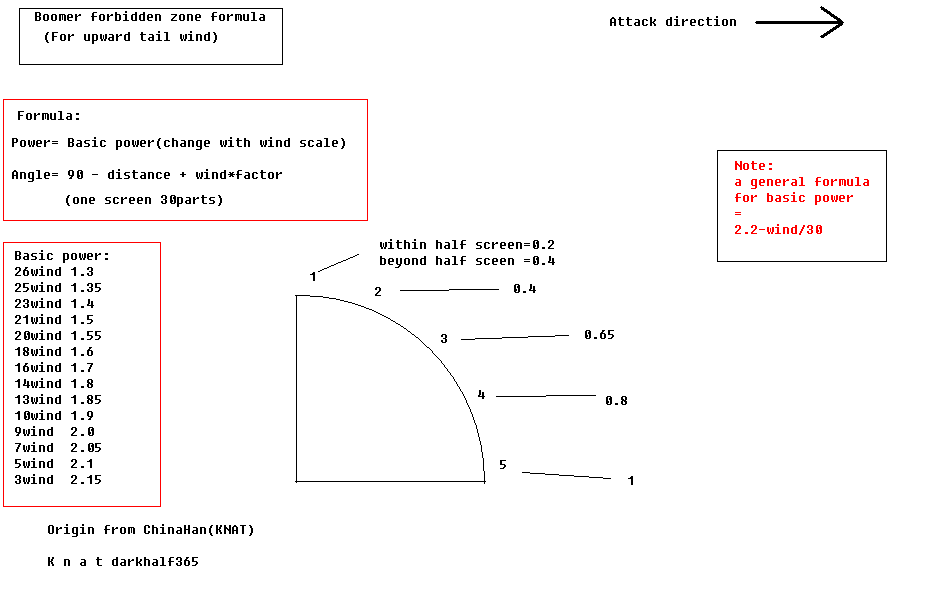 Boomer forbidden zone formula
(For upward tail wind)
Attack direction
Formula:
Power= Basic power(change with wind scale)
Angle= 90 - distance + wind*factor
(one screen 30parts)
Note:
a general formula
for basic power
=
2.2-wind/30
Basic power:
26wind 1.3
25wind 1.35
23wind 1.4
21wind 1.5
20wind 1.55
18wind 1.6
16wind 1.7
14wind 1.8
13wind 1.85
10wind 1.9
9wind 2.0
7wind 2.05
5wind 2.1
3wind 2.15
within half screen=0.2
beyond half sceen =0.4
1
2 0.4
3 0.65
4 0.8
5 1
Origin from ChinaHan(KNAT)
K n a t darkhalf365